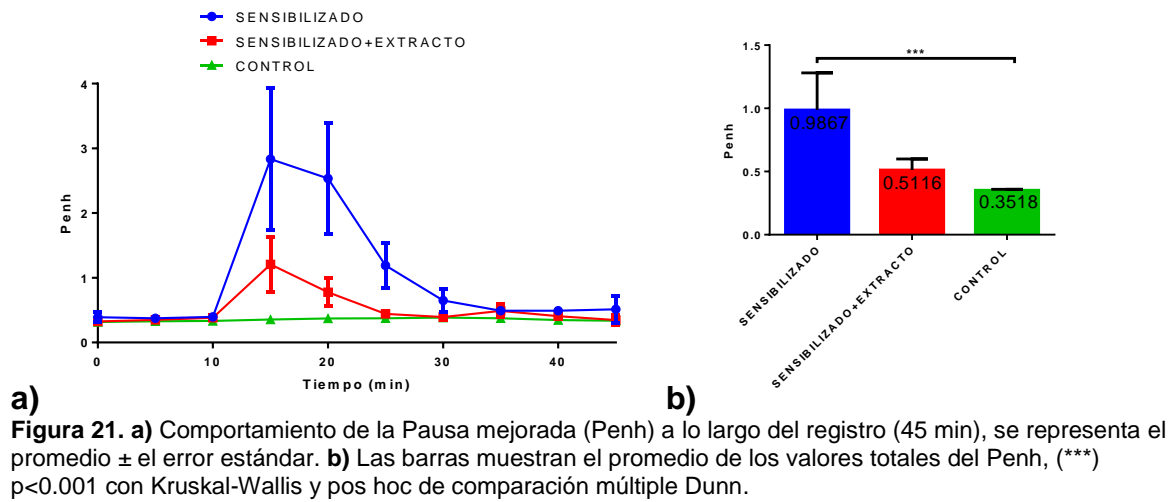 SENSIBILIZADO
SENSIBILIZADO+EXTRACTO
CONTROL
Penh
4
3
2
1
0
0
10
20
30
40
Tiempo (min)
a)
***
Penh
1.5
1.0
0.5
0.0
0.9867
0.5116
0.3518
SENSIBILIZADO
SENSIBILIZADO+EXTRACTO
CONTROL
b)
Figura 21. a) Comportamiento de la Pausa mejorada (Penh) a lo largo del registro (45 min), se representa el
promedio ± el error estándar. b) Las barras muestran el promedio de los valores totales del Penh, (***)
p<0.001 con Kruskal-Wallis y pos hoc de comparación múltiple Dunn.